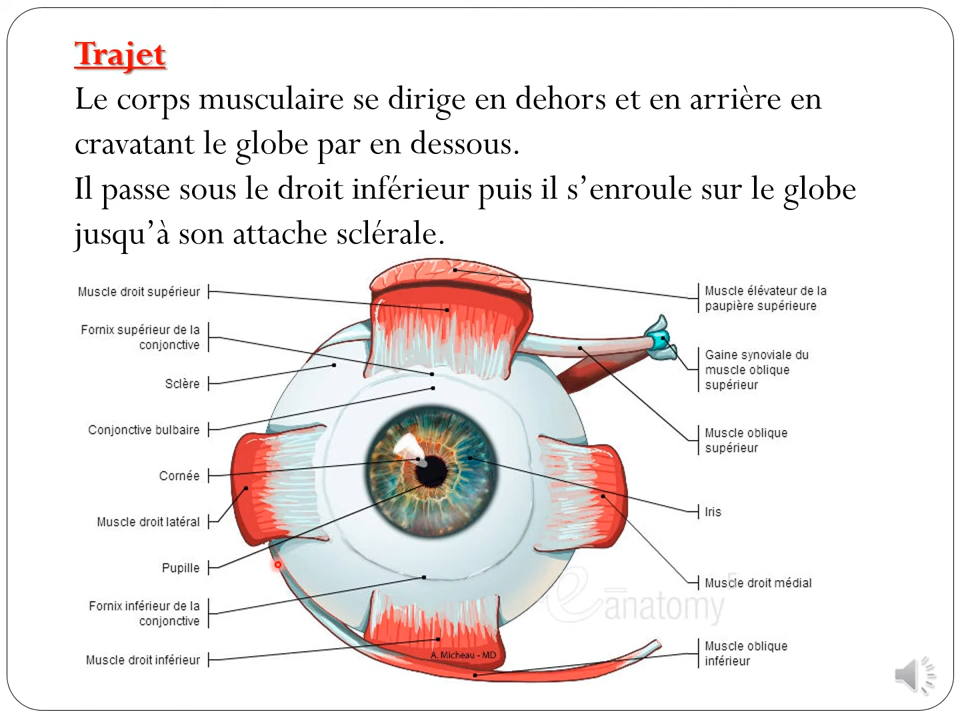 Trajet
Le corps musculaire se dirige en dehors et en arrière en
cravatant le globe par en dessous.
Il passe sous le droit inférieur puis il s’enroule sur le globe
jusqu’à son attache sclérale.
Muscle droit supérieur
Fornix supérieur de la
conjonctive
Sclère
Conjonctive bulbaire
Cornée
Muscle droit latéral
Pupille
Fornix inférieur de la
conjonctive
Muscle droit inférieur
Muscle élévateur de la
paupière supérieure
Gaine synoviale du
muscle oblique
supérieur
Muscle oblique
supérieur
Iris
Muscle droit médial
Muscle oblique
inférieur
e-anatomy
A. Micheau - MD